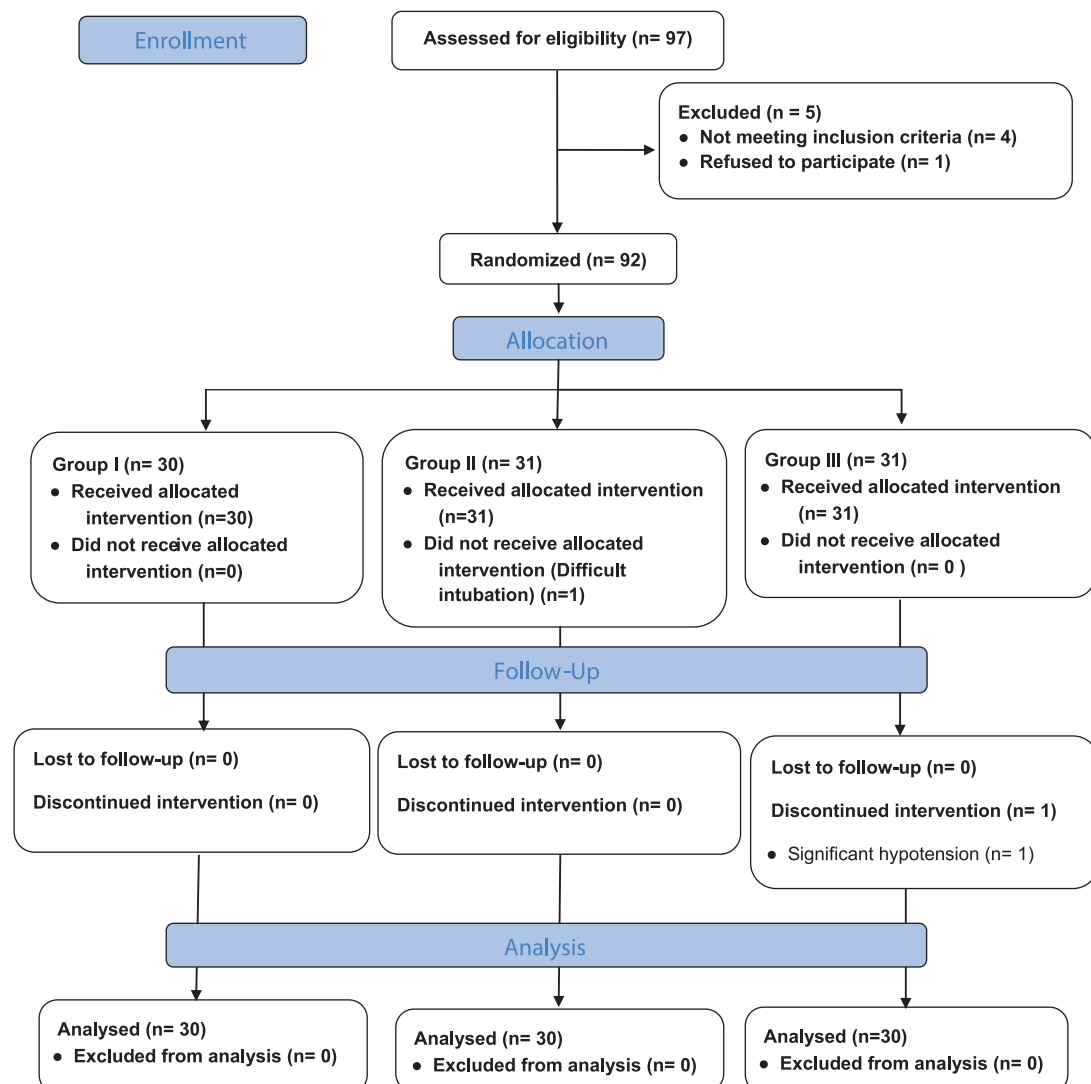 Enrollment
Assessed for eligibility (n= 97)
Excluded (n = 5)
● Not meeting inclusion criteria (n= 4)
● Refused to participate (n= 1)
Randomized (n= 92)
Allocation
Group I (n= 30)
● Received allocated
intervention (n=30)
● Did not receive allocated
intervention (n=0)
Group II (n= 31)
● Received allocated intervention
(n=31)
● Did not receive allocated
intervention (Difficult
intubation) (n=1)
Group III (n= 31)
● Received allocated intervention
(n= 31)
● Did not receive allocated
intervention (n= 0 )
Follow-Up
Lost to follow-up (n= 0)
Discontinued intervention (n= 0)
Lost to follow-up (n= 0)
Discontinued intervention (n= 0)
Lost to follow-up (n= 0)
Discontinued intervention (n= 1)
● Significant hypotension (n= 1)
Analysis
Analysed (n= 30)
● Excluded from analysis (n= 0)
Analysed (n= 30)
● Excluded from analysis (n= 0)
Analysed (n=30)
● Excluded from analysis (n= 0)